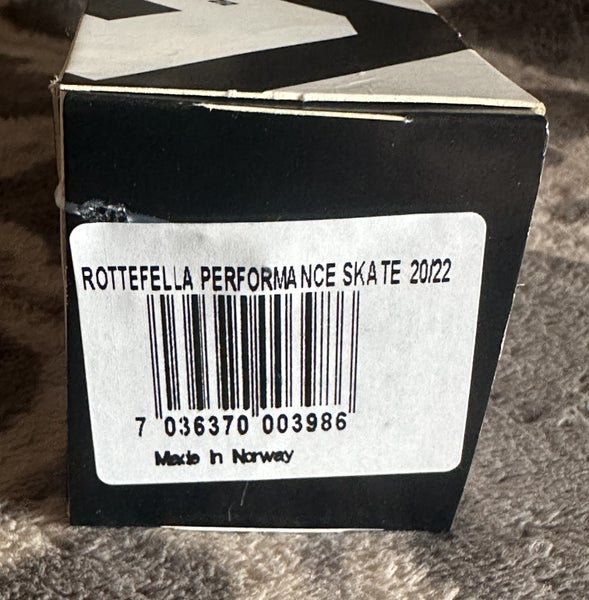 ROTTEFELLA PERFORMANCE SKATE 20/22
7 036370 003986
Made In Norway